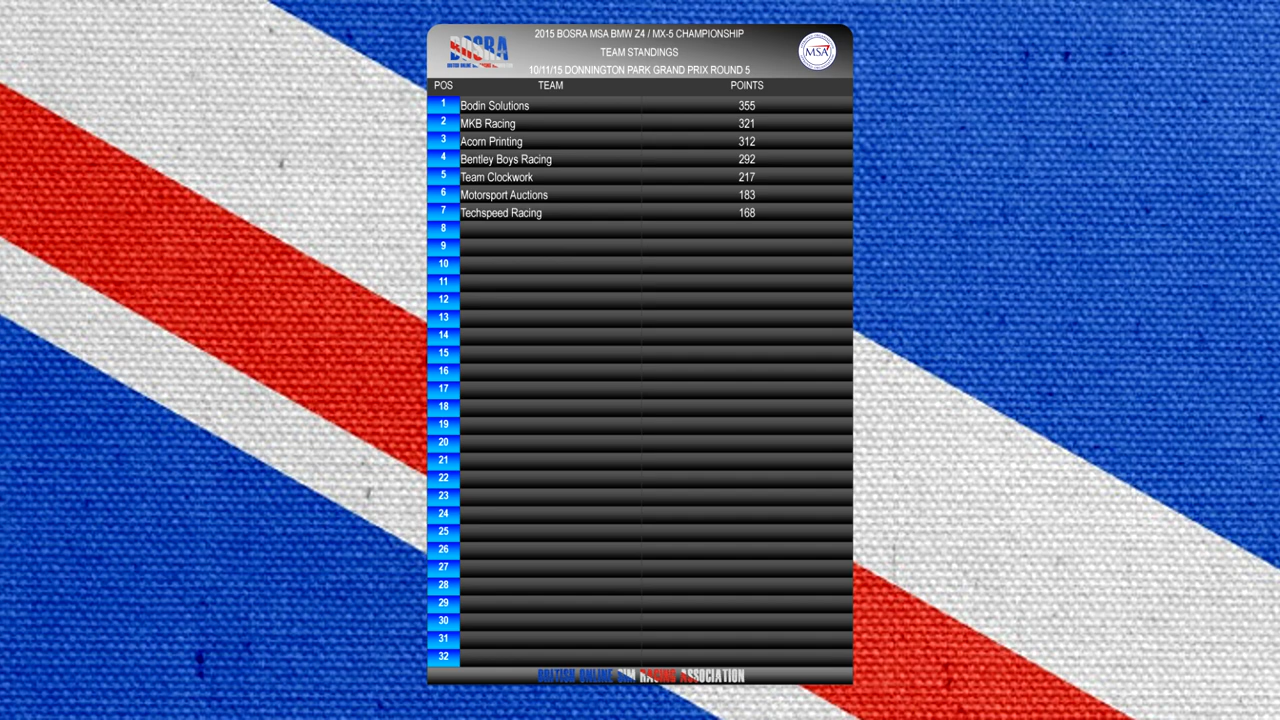 BOSRA
2015 BOSRA MSA BMW Z4 / MX-5 CHAMPIONSHIP
TEAM STANDINGS
10/11/15 DONNINGTON PARK GRAND PRIX ROUND 5
MSA
POS TEAM POINTS
1 Bodin Solutions 355
2 MKB Racing 321
3 Acorn Printing 312
4 Bentley Boys Racing 292
5 Team Clockwork 217
6 Motorsport Auctions 183
7 Techspeed Racing 168
8
9
10
11
12
13
14
15
16
17
18
19
20
21
22
23
24
25
26
27
28
29
30
31
32
BRITISH ONLINE SIM RACING ASSOCIATION